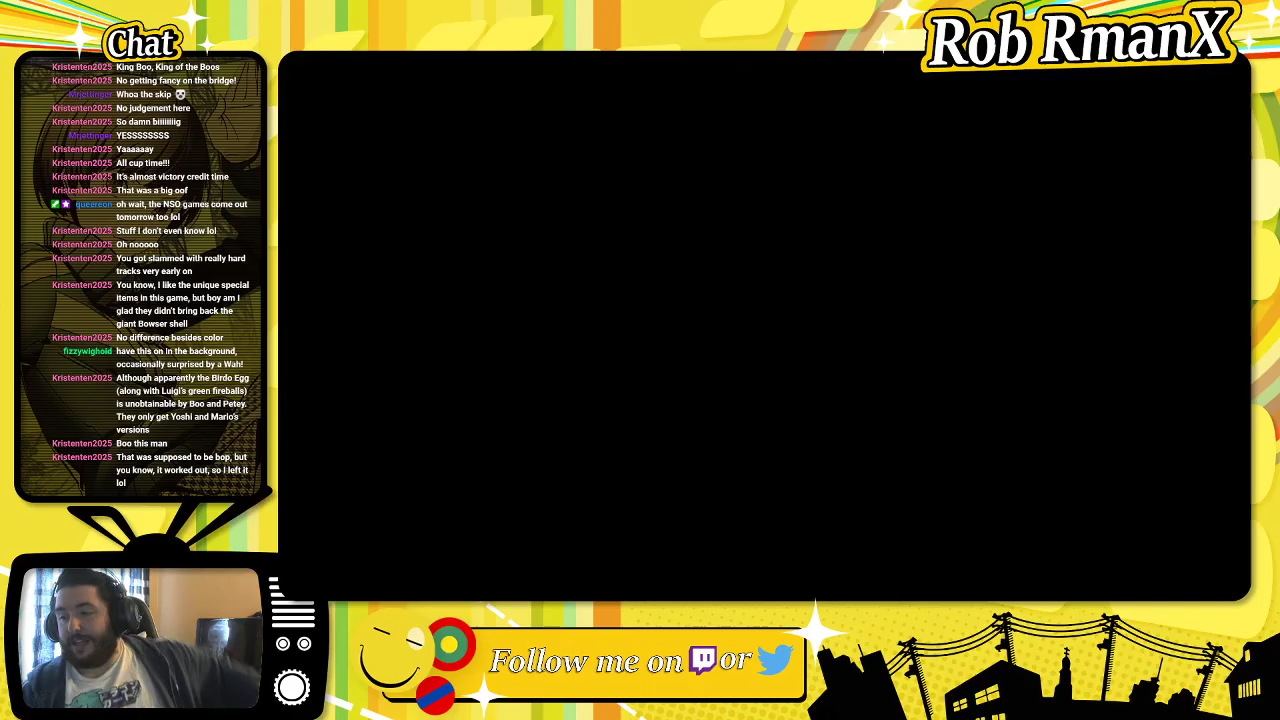 Chat
Rob RmanX
Kristenten2025 King Boo, King of the Boos
Kristenten2025 No getting fancy on the bridge!
Mrjettinger Whoa the skip
Kristenten2025 No judgement here
Kristenten2025 So damn biiiiiiiig
Mrjettinger YESSSSSSSS
Kristenten2025 Yaaaaaay
Kristenten2025 All cup time!!!
Kristenten2025 It's almost victory credit time
Kristenten2025 That was a big oof
queereon oh wait, the NSO games come out
tomorrow too lol
Kristenten2025 Stuff I don't even know lol
Kristenten2025 Oh nooooo
Kristenten2025 You got slammed with really hard
tracks very early on
Kristenten2025 You know, I like the unique special
items in this game, but boy am I
glad they didn't bring back the
giant Bowser shell
Kristenten2025 No difference besides color
fizzywighold have this on in the background,
occasionally surprised by a Wah!
Kristenten2025 Although apparently the Birdo Egg
(along with Luigi's green fireballs)
is unobtainable by Boo and Petey.
They only get Yoshi and Mario's
versions
Kristenten2025 Boo this man
Kristenten2025 That was supposed to be boy, but
you know, it worked out, so I left it
lol
Follow me on or